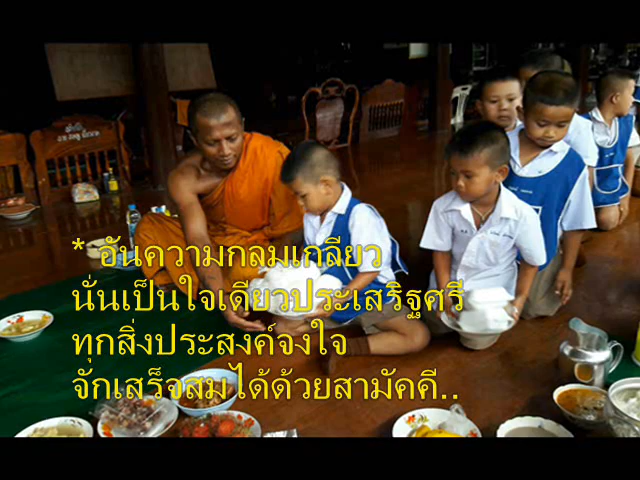 * อันความกลมเกลียว
นั่นเป็นใจเดียวประเสริฐศรี
ทุกสิ่งประสงค์จงใจ
จักเสร็จสมได้ด้วยสามัคคี..